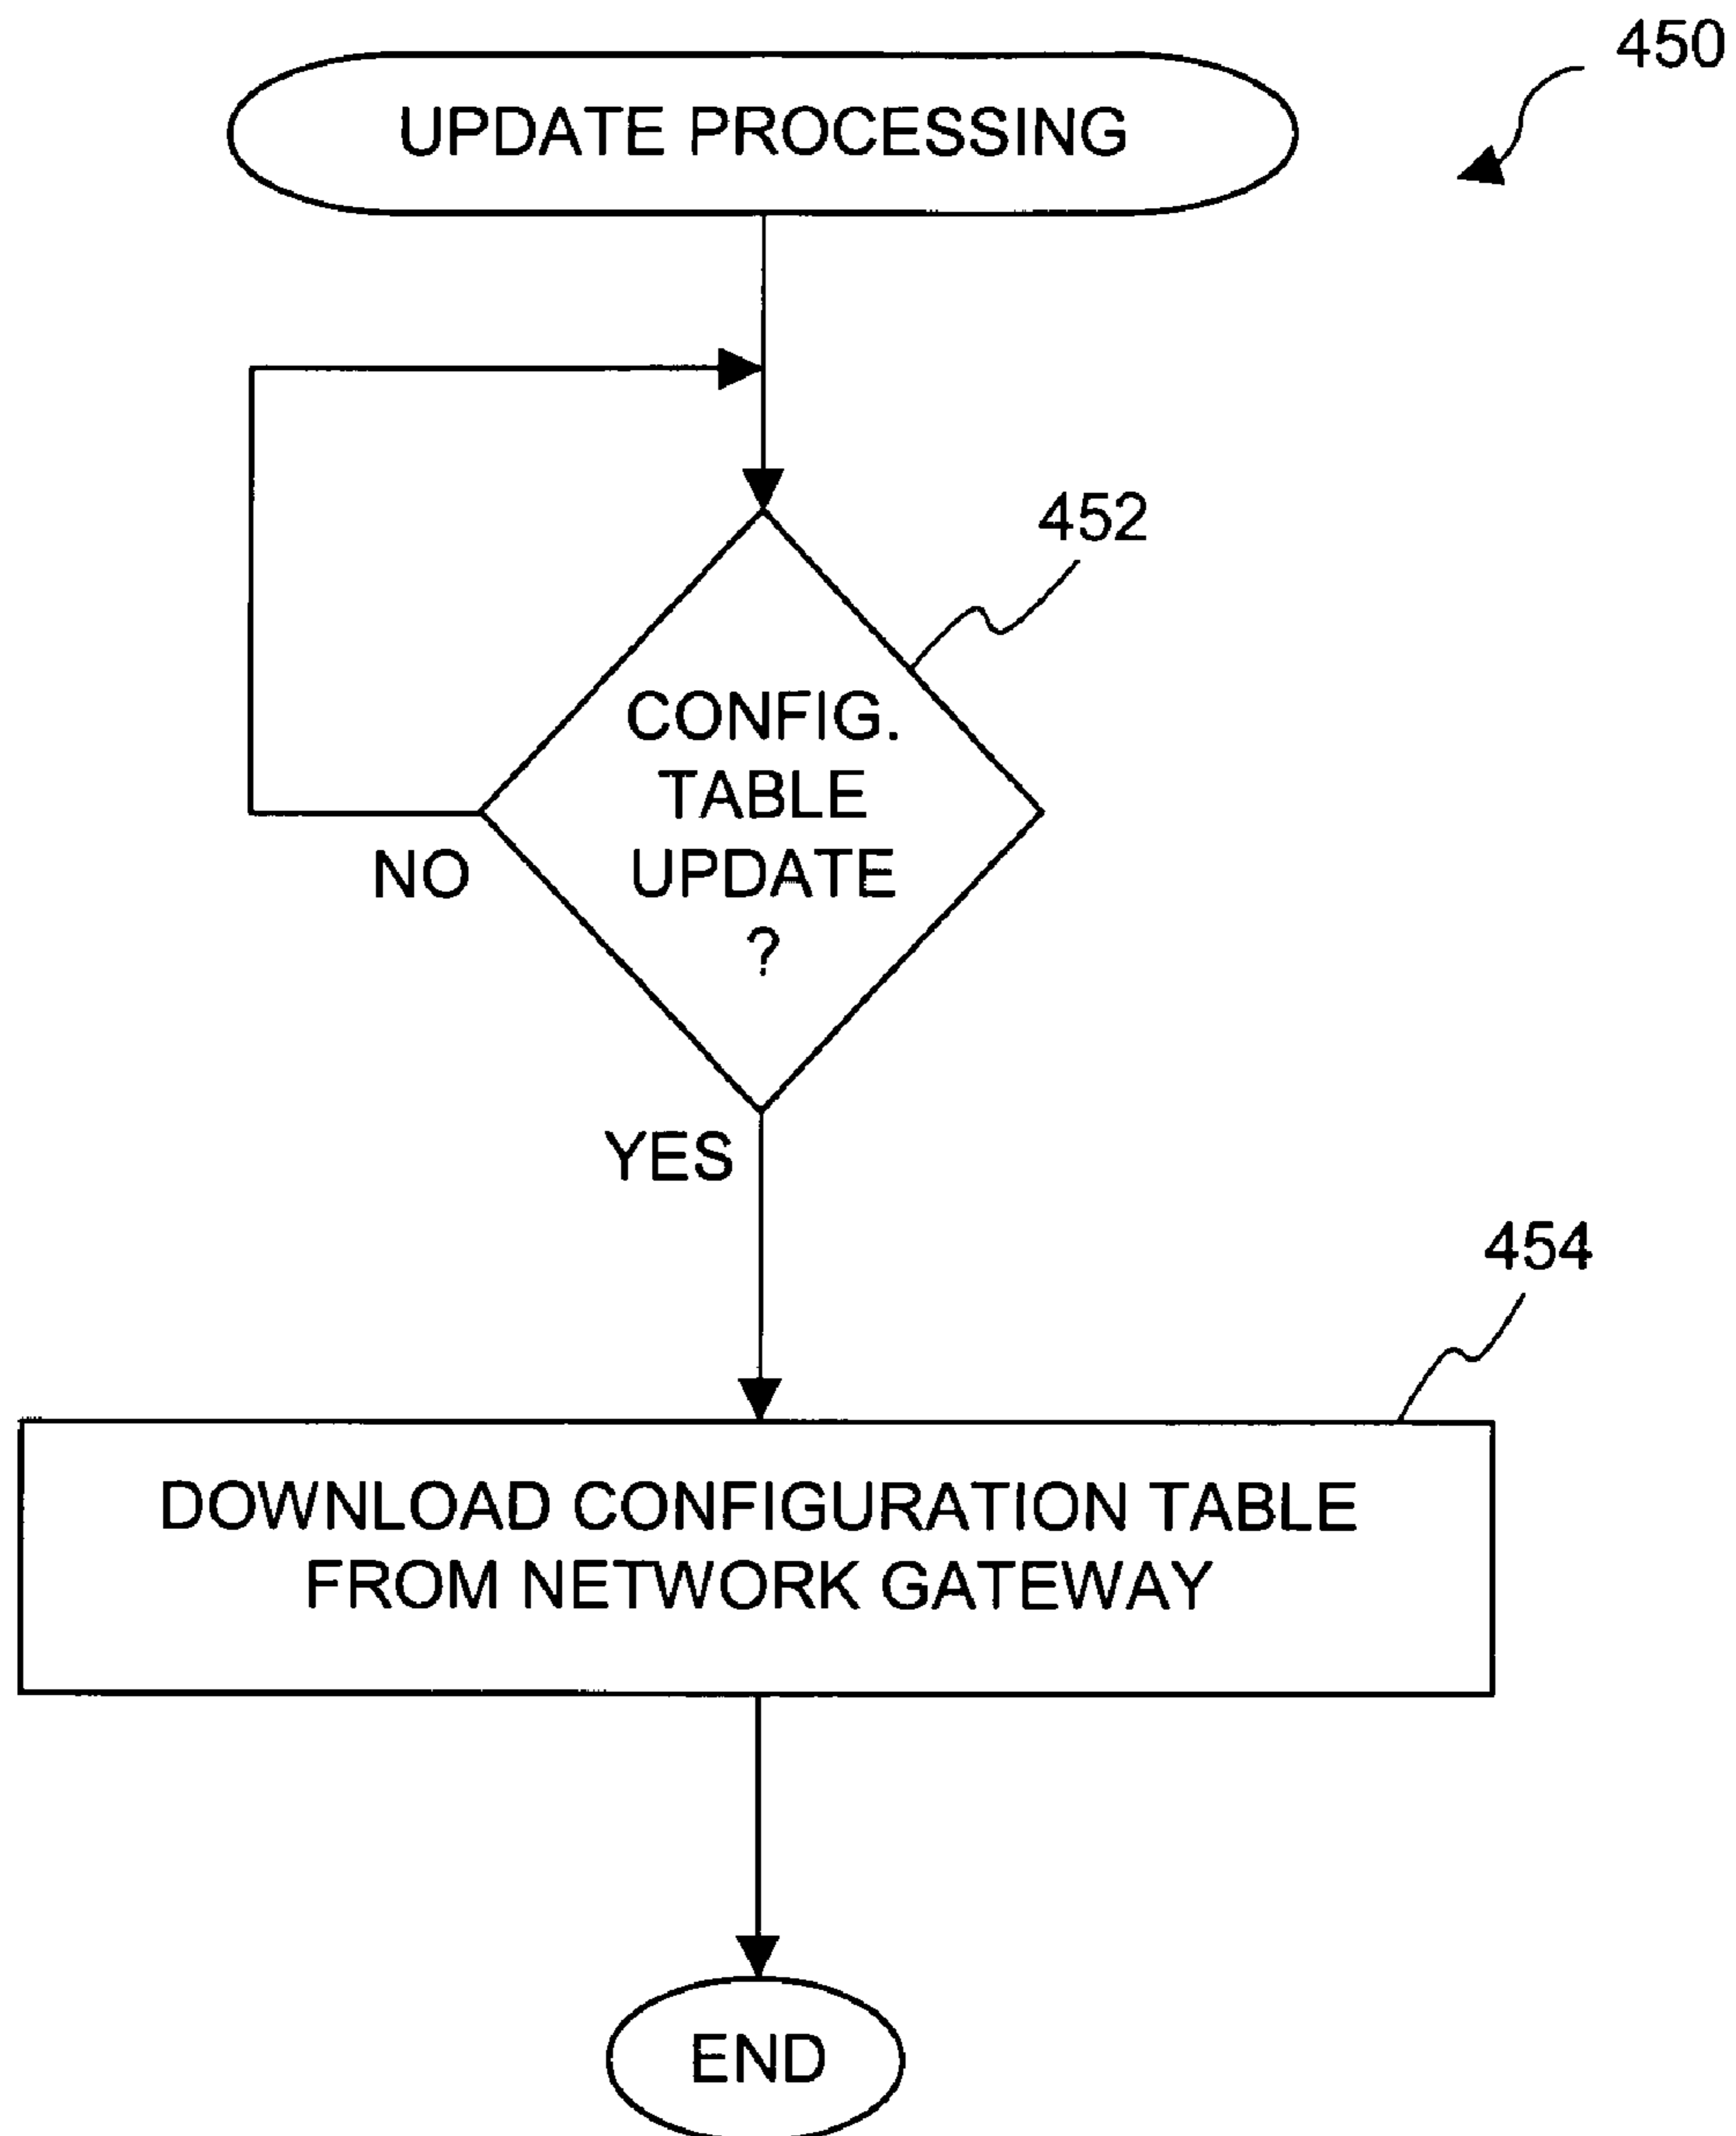 450
UPDATE PROCESSING
452
CONFIG.
TABLE
UPDATE
?
NO
YES
454
DOWNLOAD CONFIGURATION TABLE
FROM NETWORK GATEWAY
END